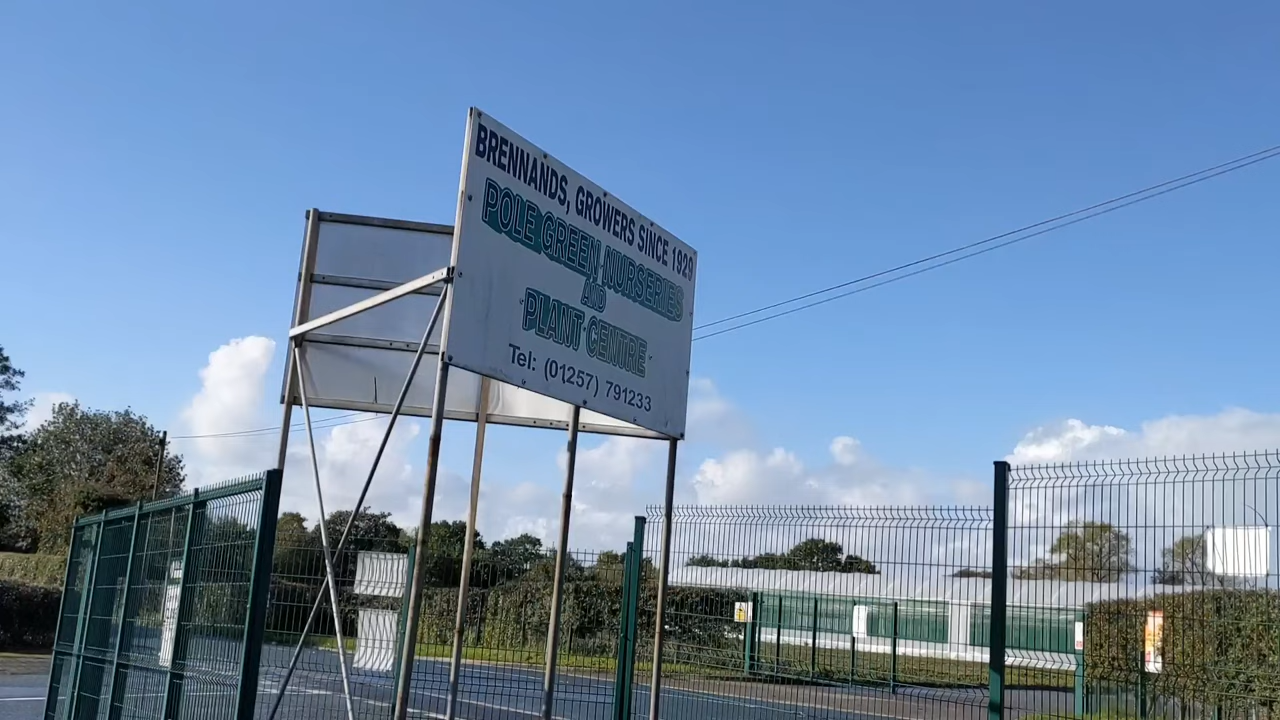 BRENNANDS, GROWERS SINCE 1929
POLE GREEN NURSERIES
AND
PLANT CENTRE
Tel: (01257) 791233